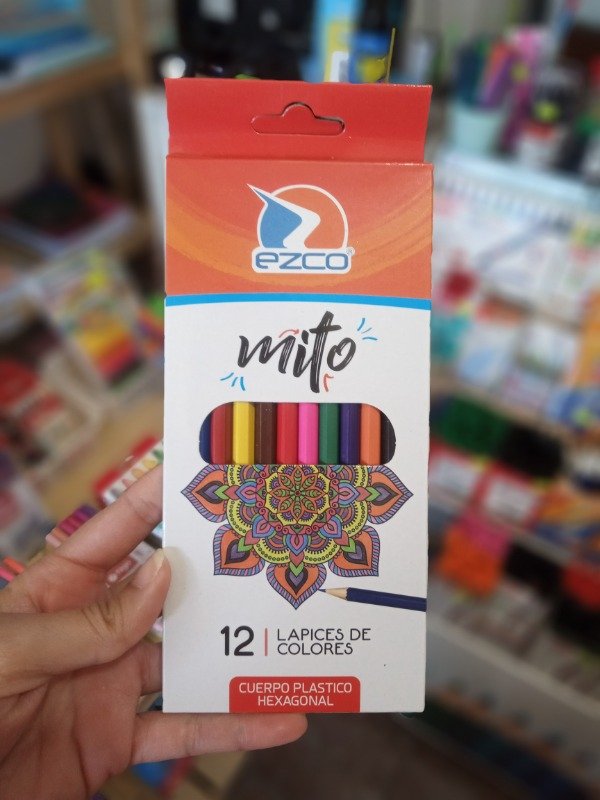 EZCO®
mito
12 | LAPICES DE
COLORES
CUERPO PLASTICO
HEXAGONAL